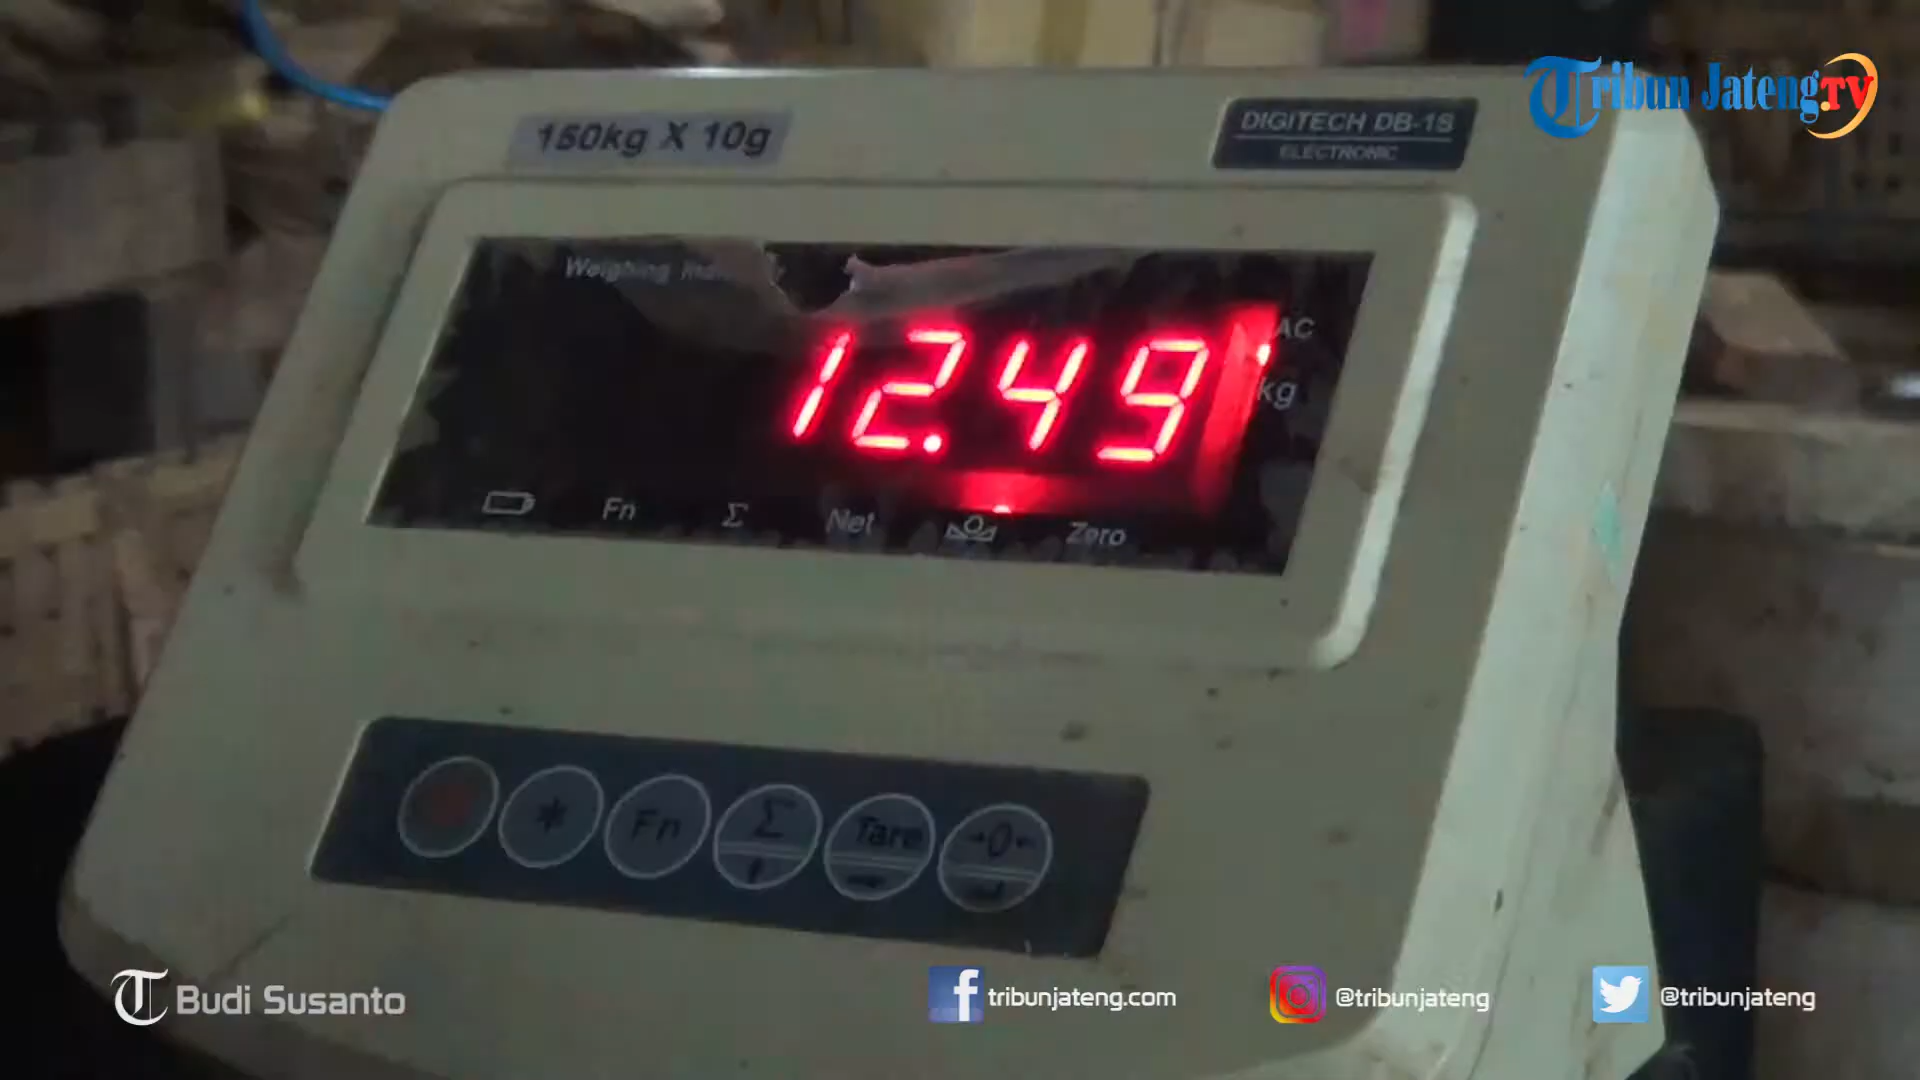 Tribun Jateng.TV
150kg X 10g
DIGITECH DB-1S
ELECTRONIC
Weighing
12.49
AC
kg
Fn
Σ
Net
Zero
*
Fn
Σ
Tare
→0←
Budi Susanto
tribunjateng.com
@tribunjateng
@tribunjateng